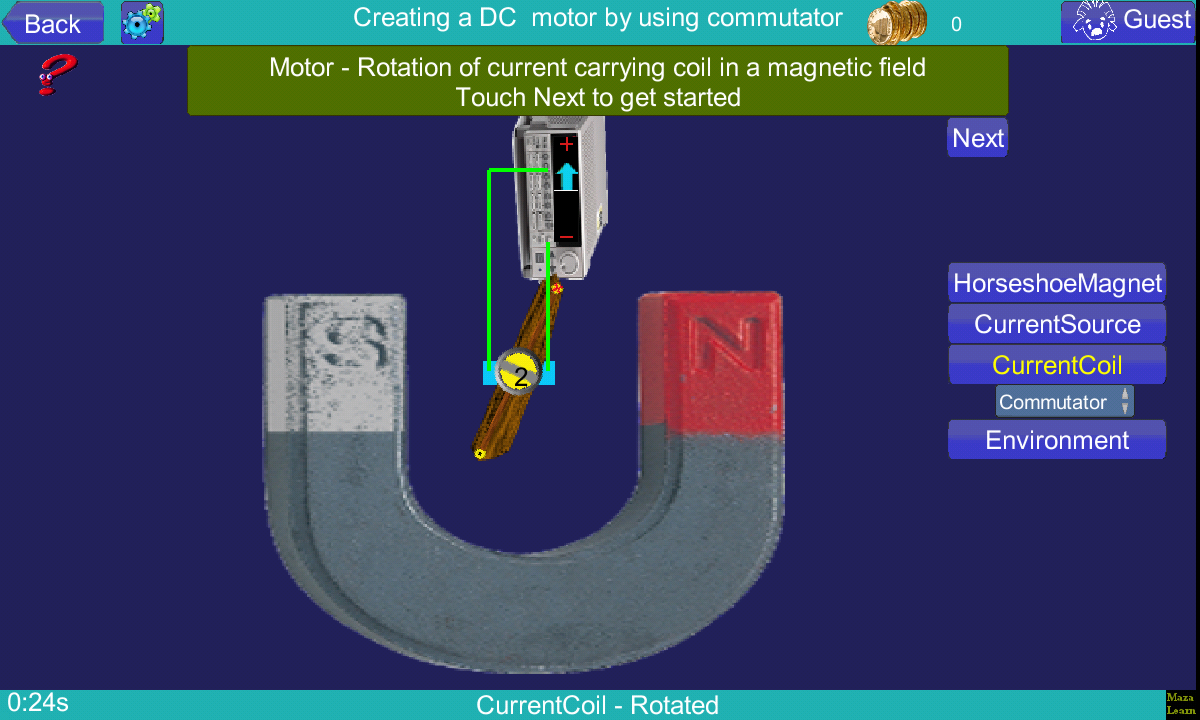 Back
Creating a DC motor by using commutator
0
Guest
Motor - Rotation of current carrying coil in a magnetic field
Touch Next to get started
Next
+
−
S
N
2
HorseshoeMagnet
CurrentSource
CurrentCoil
Commutator
Environment
0:24s
CurrentCoil - Rotated
Maza
Learn